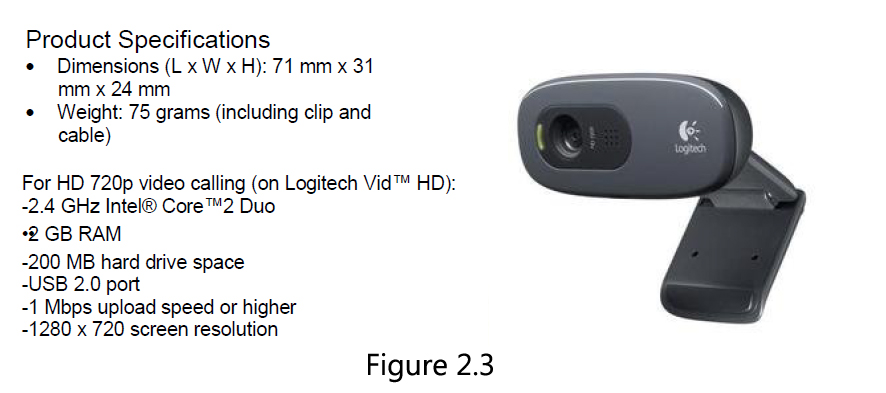 Product Specifications
• Dimensions (L x W x H): 71 mm x 31
mm x 24 mm
• Weight: 75 grams (including clip and
cable)
For HD 720p video calling (on Logitech Vid™ HD):
-2.4 GHz Intel® Core™2 Duo
•2 GB RAM
-200 MB hard drive space
-USB 2.0 port
-1 Mbps upload speed or higher
-1280 x 720 screen resolution
HD 720p
Logitech
Figure 2.3